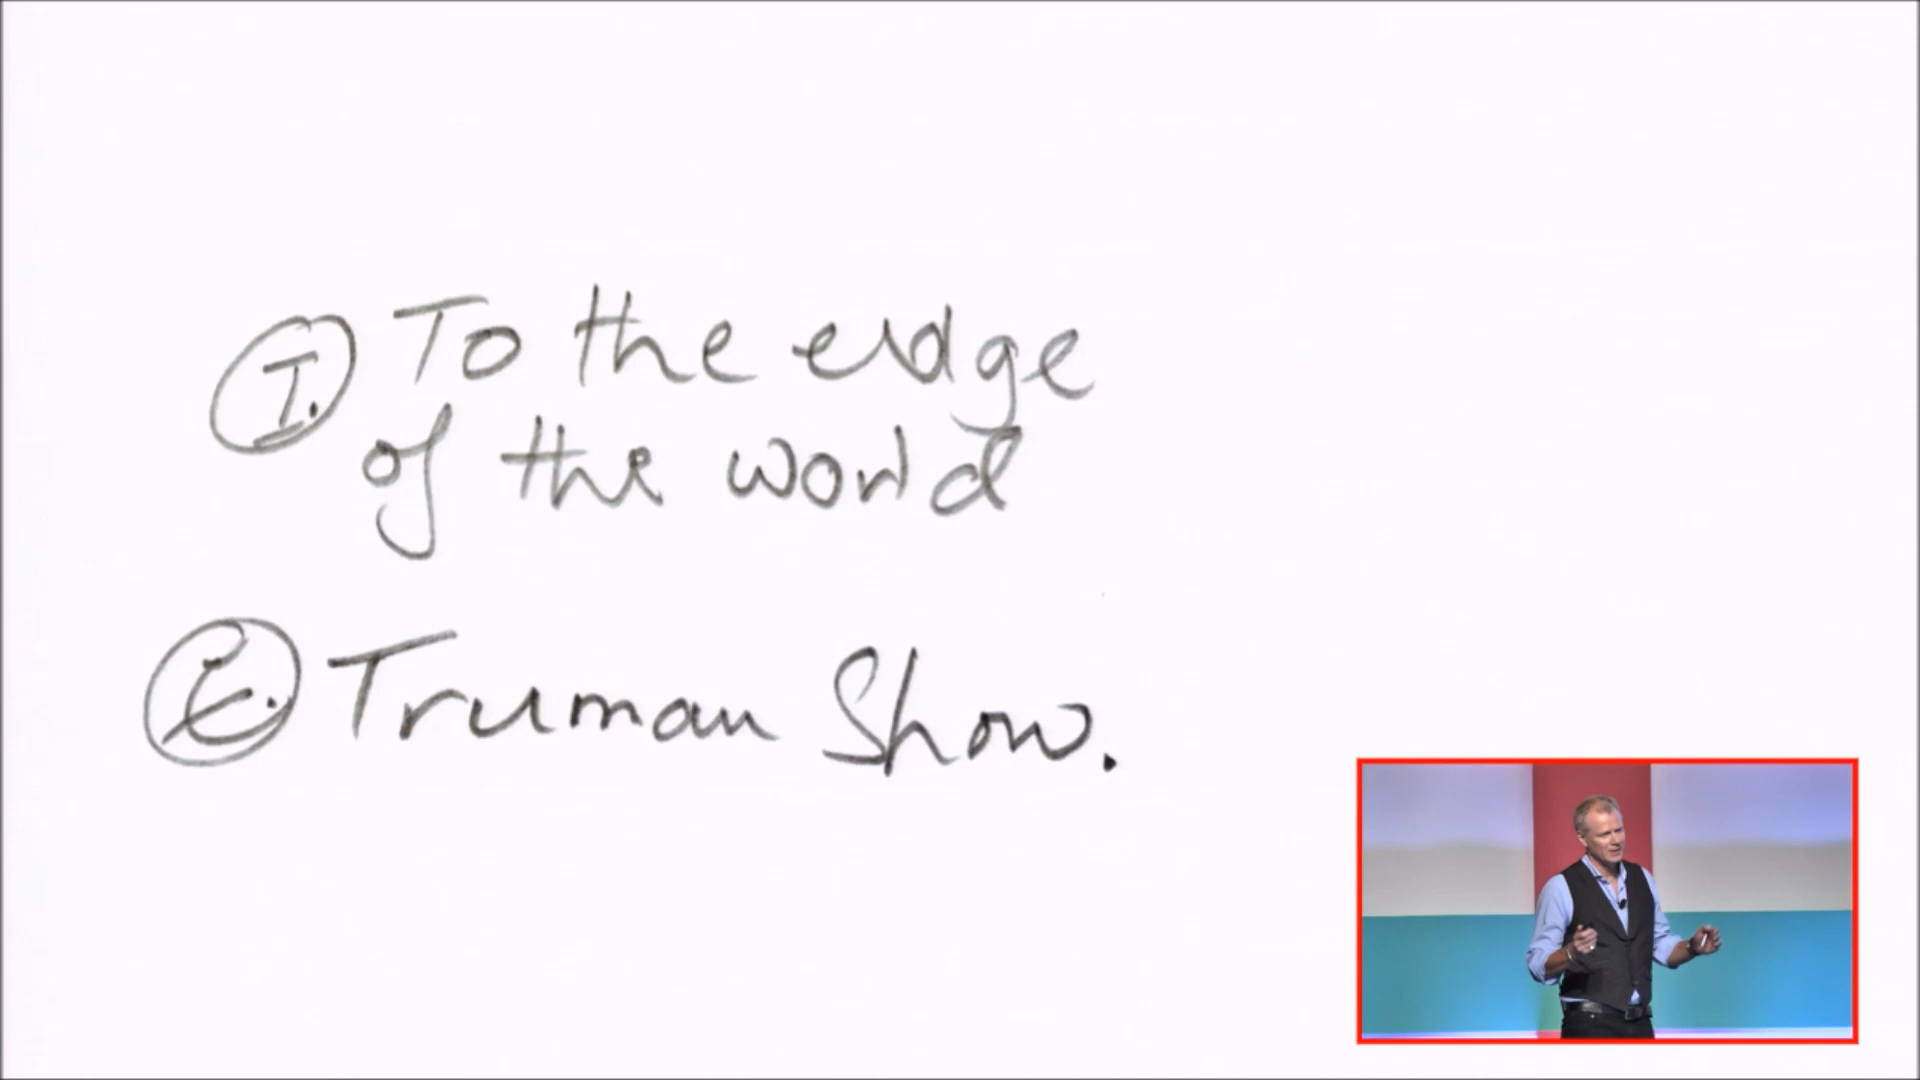 1. To the edge
of the world
2. Truman Show.